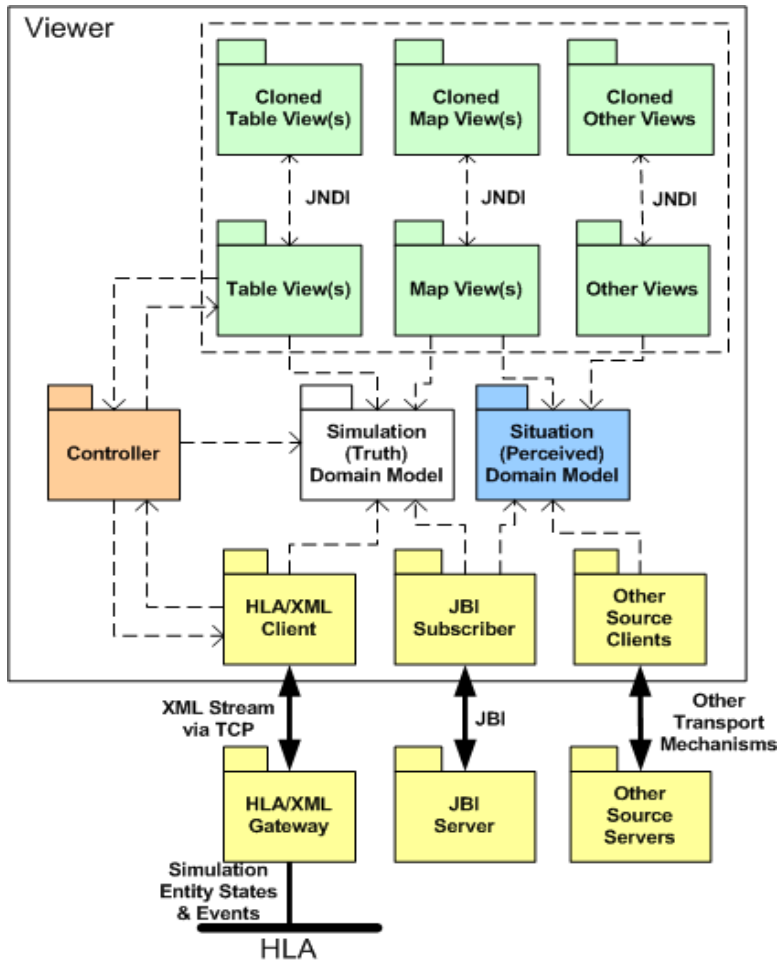 Viewer
Cloned
Table View(s)
Cloned
Map View(s)
Cloned
Other Views
JNDI
JNDI
JNDI
Table View(s)
Map View(s)
Other Views
Controller
Simulation
(Truth)
Domain Model
Situation
(Perceived)
Domain Model
HLA/XML
Client
JBI
Subscriber
Other
Source
Clients
XML Stream
via TCP
JBI
Other
Transport
Mechanisms
HLA/XML
Gateway
JBI
Server
Other
Source
Servers
Simulation
Entity States
& Events
HLA